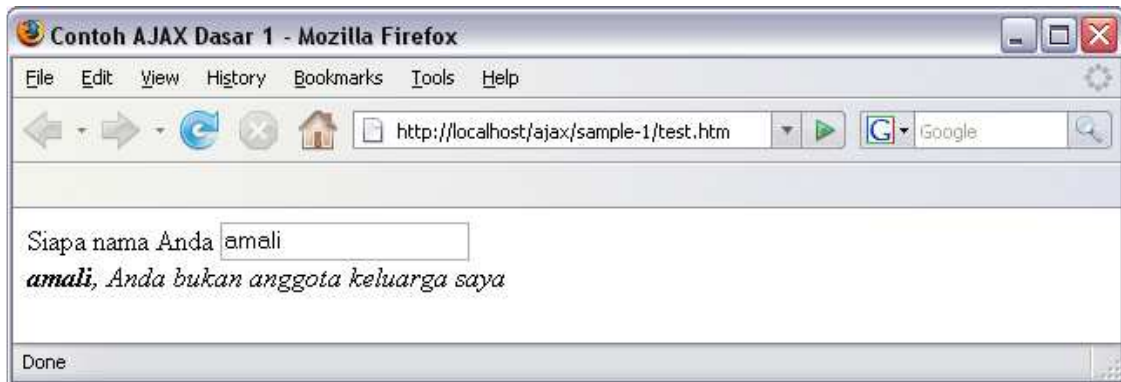 Contoh AJAX Dasar 1 - Mozilla Firefox
File Edit View History Bookmarks Tools Help
http://localhost/ajax/sample-1/test.htm G Google
Siapa nama Anda amali
amali, Anda bukan anggota keluarga saya
Done